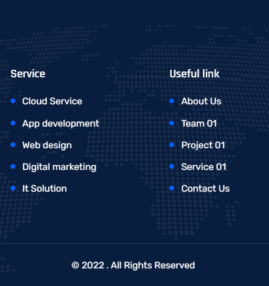 Service
Cloud Service
App development
Web design
Digital marketing
It Solution
Useful link
About Us
Team 01
Project 01
Service 01
Contact Us
© 2022 . All Rights Reserved